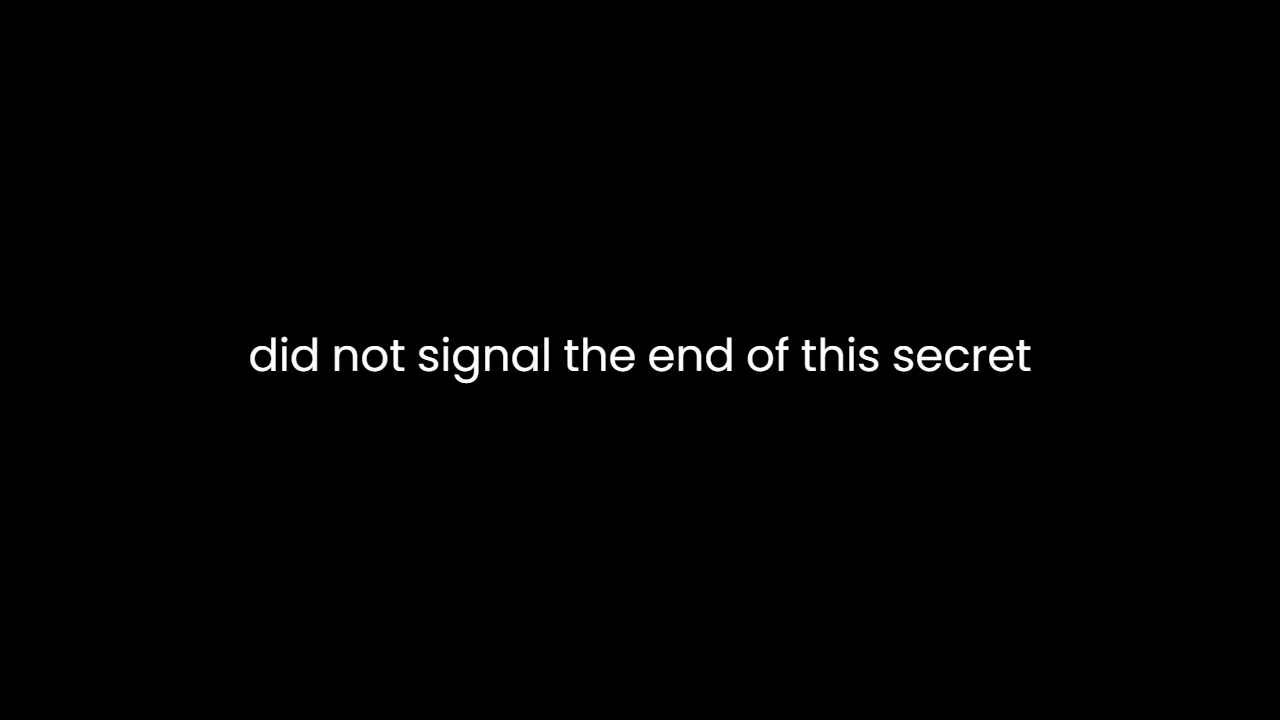 did not signal the end of this secret